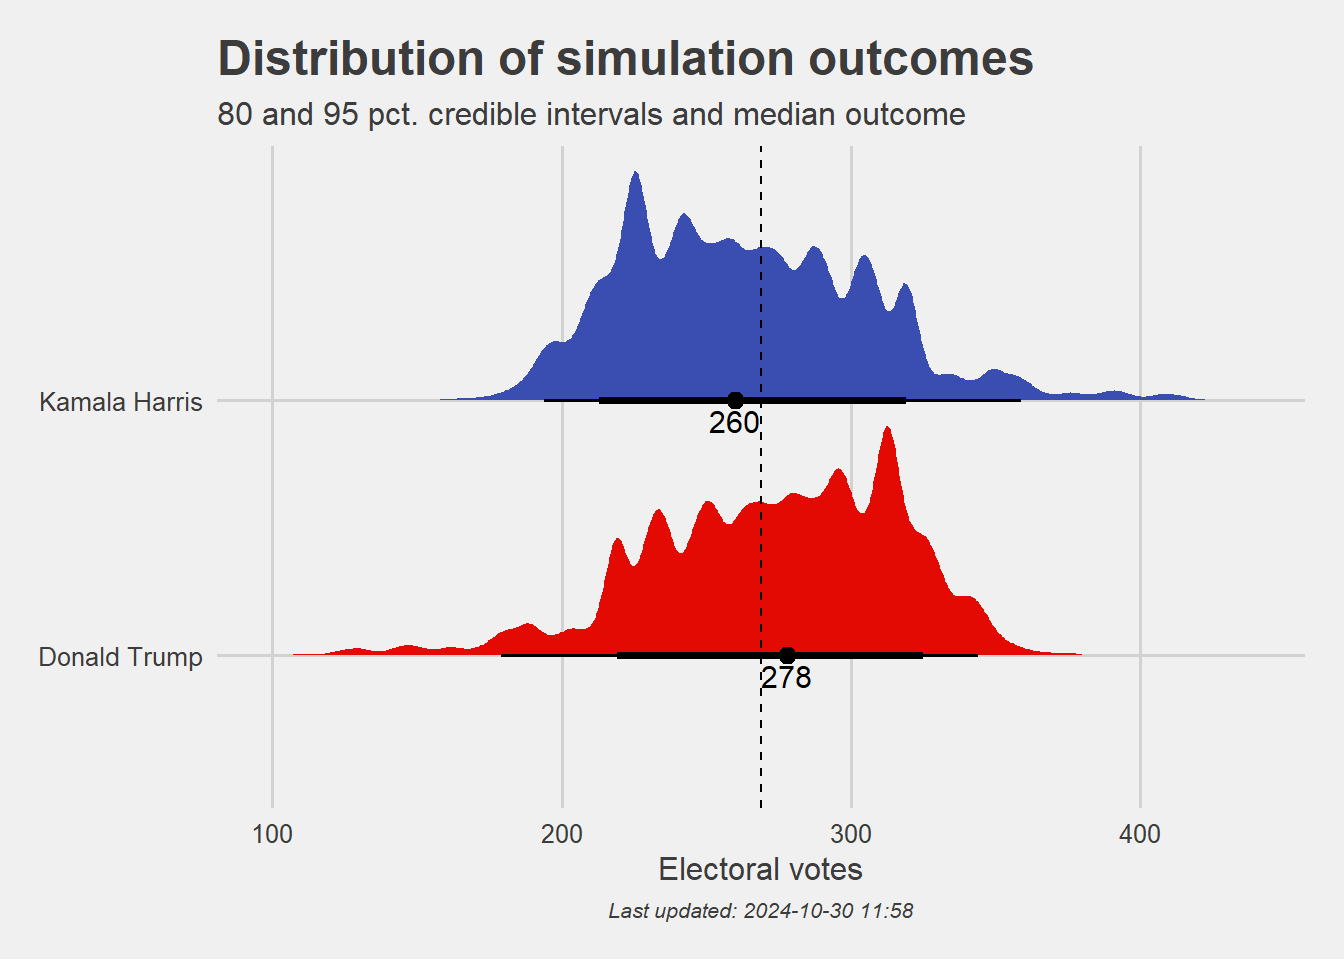 Distribution of simulation outcomes
80 and 95 pct. credible intervals and median outcome
Kamala Harris
260
Donald Trump
278
100 200 300 400
Electoral votes
Last updated: 2024-10-30 11:58